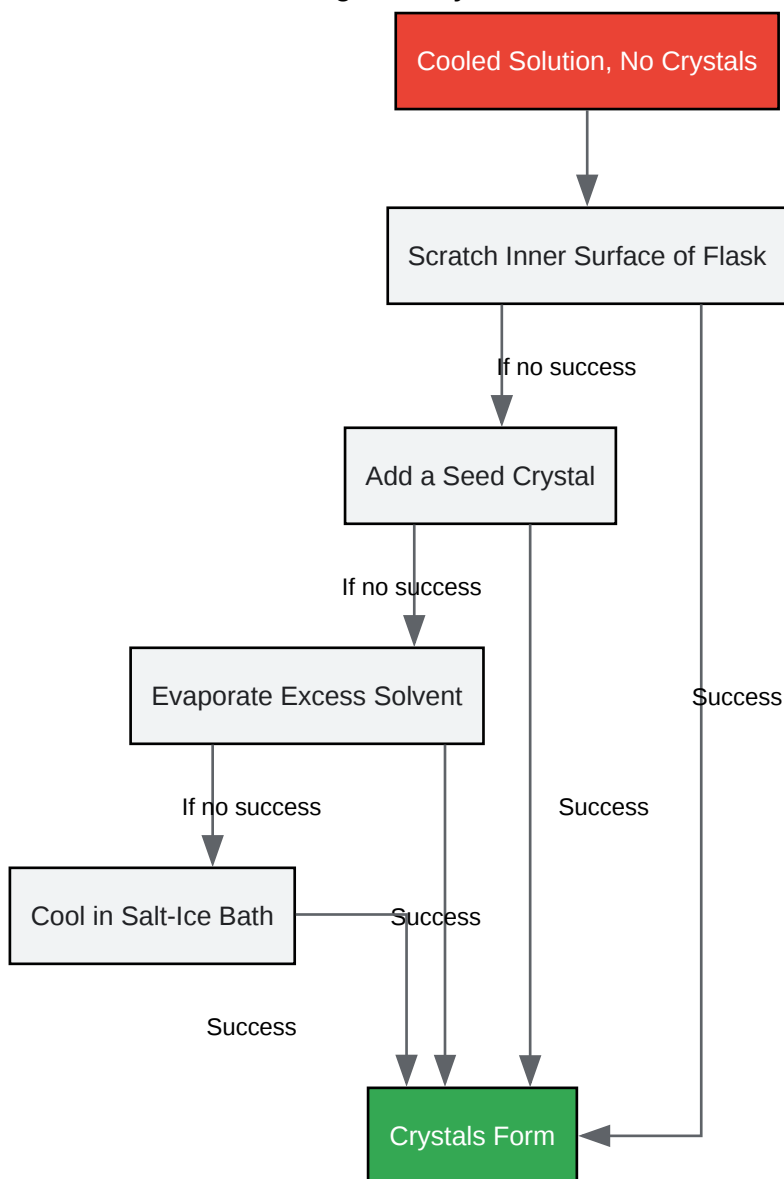 Cooled Solution, No Crystals
Scratch Inner Surface of Flask
If no success
Add a Seed Crystal
If no success
Evaporate Excess Solvent
Success
If no success
Success
Cool in Salt-Ice Bath
Success
Success
Crystals Form